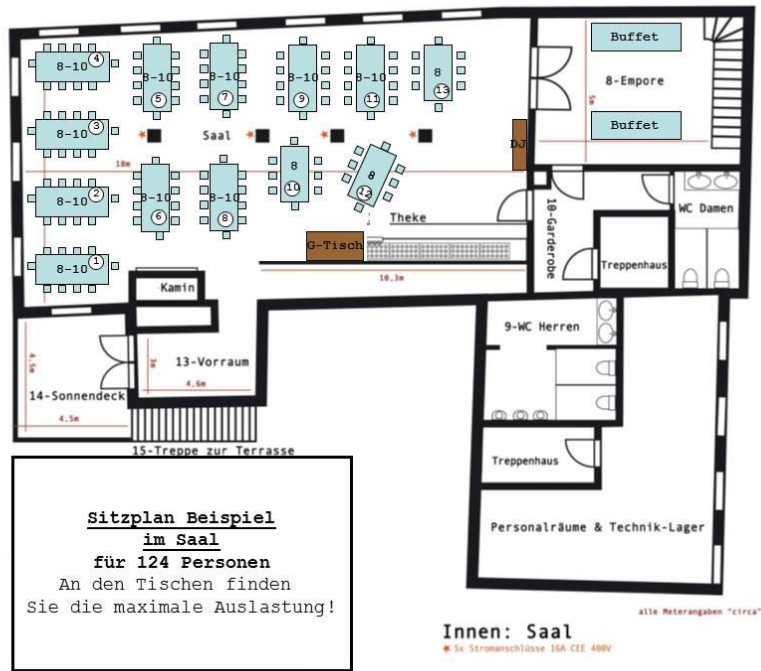 Buffet
8-10 4
8-10 5
8-10 7
8-10 9
8-10 11
8 13
8-Empore
5m
8-10 3
Saal
Buffet
DJ
18m
8-10 2
8-10 6
8-10 8
8 10
8 12
Theke
10-Garderobe
WC Damen
G-Tisch
8-10 1
Treppenhaus
10,3m
Kamin
9-WC Herren
4,5m
3m
13-Vorraum
4,6m
14-Sonnendeck
4,5m
15-Treppe zur Terrasse
Treppenhaus
Sitzplan Beispiel
im Saal
für 124 Personen
An den Tischen finden
Sie die maximale Auslastung!
Personalräume & Technik-Lager
alle Meterangaben "circa"
Innen: Saal
5x Stromanschlüsse 16A CEE 400V